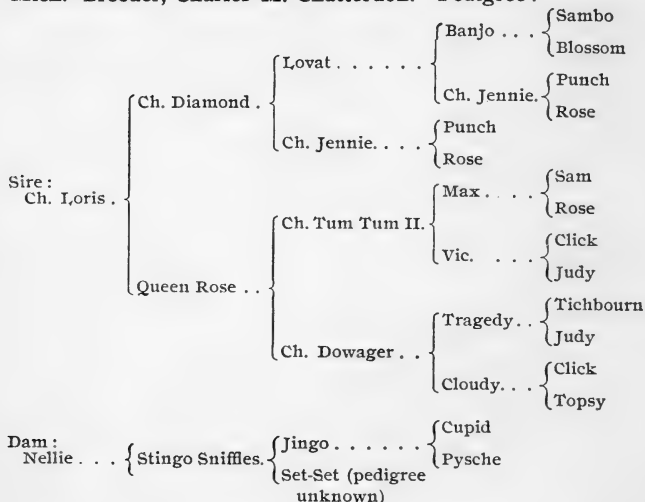 Mich. Breeder, Charles M. Chatterdon. Pedigree:
Sambo
Banjo . . .
Blossom
Lovat . . . . . .
Punch
Ch. Jennie.
Ch. Diamond .
Rose
Punch
Ch. Jennie. . . .
Rose
Sam
Sire :
Max . . . .
Ch. Loris .
Rose
Ch. Tum Tum II.
Click
Vic. . . . .
Judy
Queen Rose . .
Tichbourn
Tragedy. .
Judy
Ch. Dowager . .
Click
Cloudy. . .
Topsy
Cupid
Dam :
Jingo . . . . . .
Nellie . . . Stingo Sniffles.
Pysche
Set-Set (pedigree
unknown)